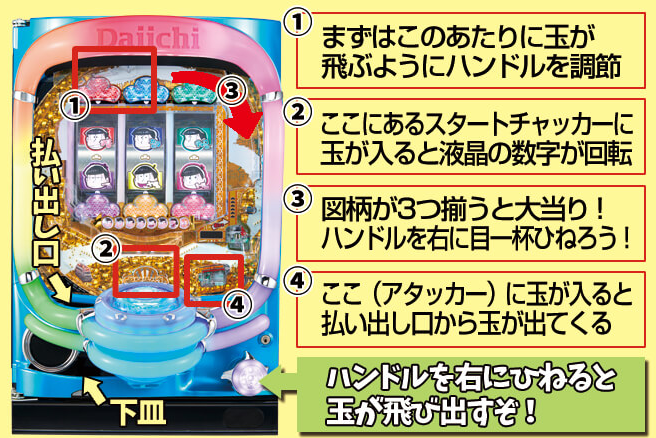 Daiichi
①
③
払い出し口
②
④
下皿
① まずはこのあたりに玉が
飛ぶようにハンドルを調節
② ここにあるスタートチャッカーに
玉が入ると液晶の数字が回転
③ 図柄が3つ揃うと大当り！
ハンドルを右に目一杯ひねろう！
④ ここ（アタッカー）に玉が入ると
払い出し口から玉が出てくる
ハンドルを右にひねると
玉が飛び出すぞ！